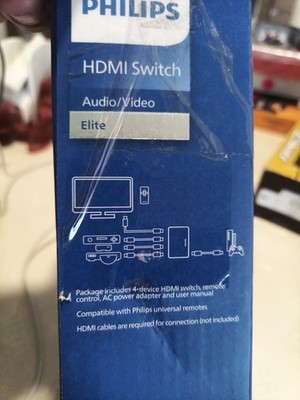 PHILIPS
HDMI Switch
Audio/Video
Elite
Package includes 4-device HDMI switch, remote
control, AC power adapter and user manual
Compatible with Philips universal remotes
HDMI cables are required for connection (not included)